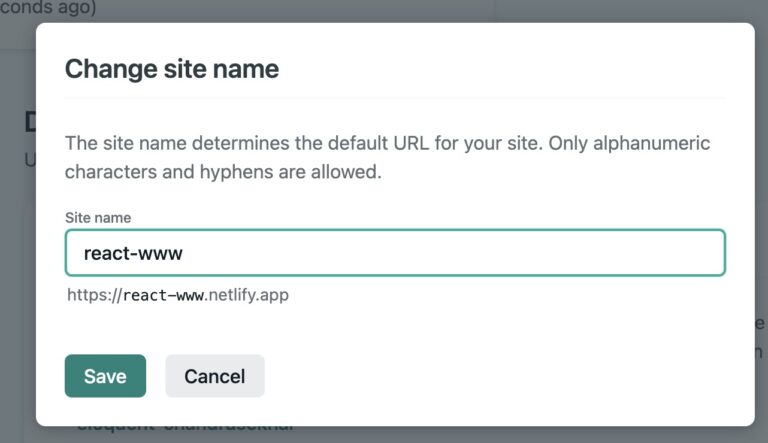 conds ago)
Change site name
The site name determines the default URL for your site. Only alphanumeric
characters and hyphens are allowed.
Site name
react-www
https://react-www.netlify.app
Save
Cancel